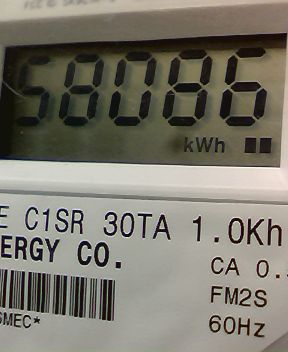 58086
kWh
E C1SR 30TA 1.0Kh
ERGY CO.
CA 0.
FM2S
60Hz
SMEC*